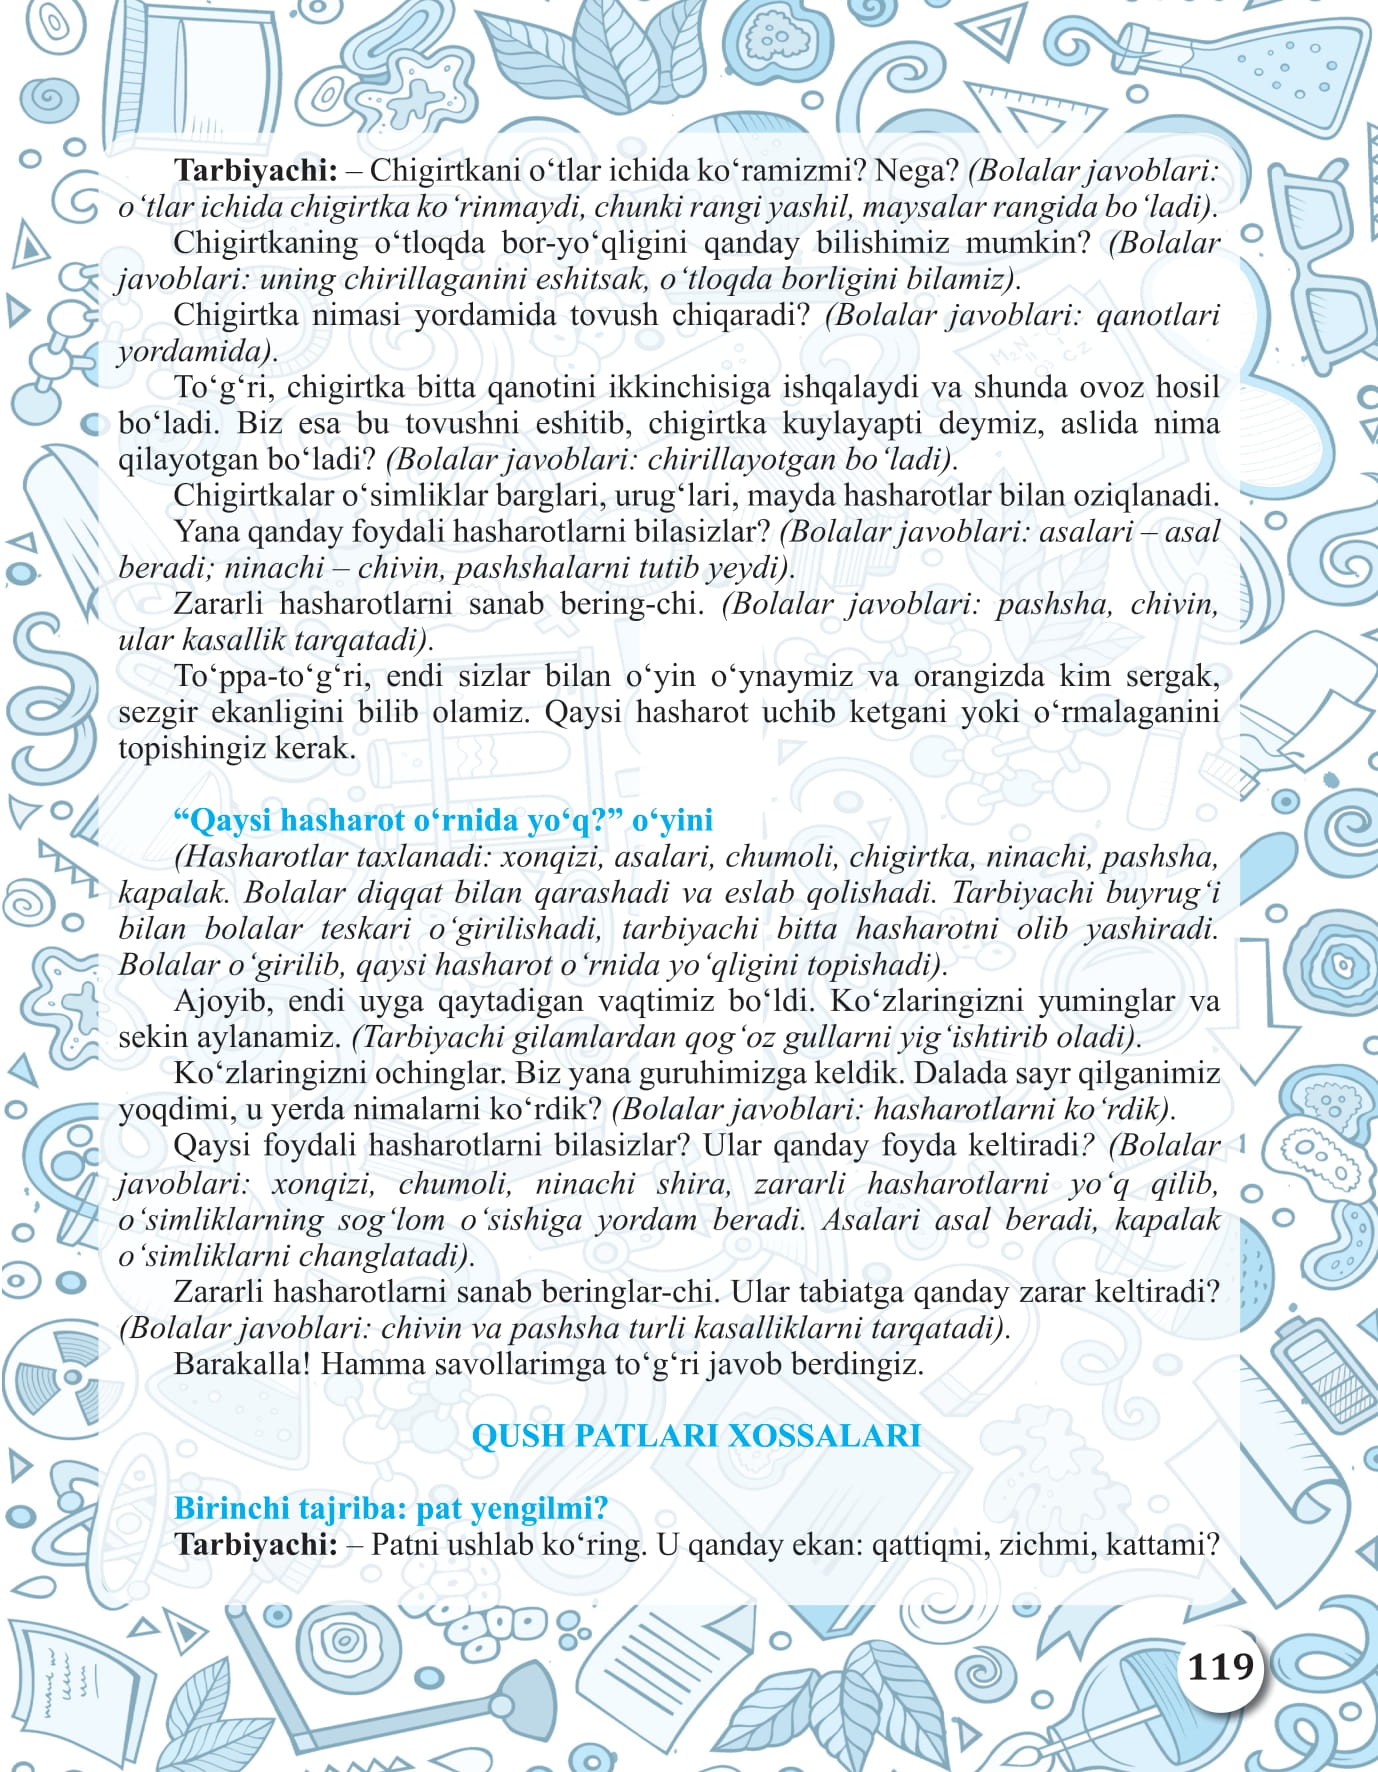 Tarbiyachi: – Chigirtkani o‘tlar ichida ko‘ramizmi? Nega? (Bolalar javoblari:
o‘tlar ichida chigirtka ko‘rinmaydi, chunki rangi yashil, maysalar rangida bo‘ladi).
Chigirtkaning o‘tloqda bor-yo‘qligini qanday bilishimiz mumkin? (Bolalar
javoblari: uning chirillaganini eshitsak, o‘tloqda borligini bilamiz).
Chigirtka nimasi yordamida tovush chiqaradi? (Bolalar javoblari: qanotlari
yordamida).
To‘g‘ri, chigirtka bitta qanotini ikkinchisiga ishqalaydi va shunda ovoz hosil
bo‘ladi. Biz esa bu tovushni eshitib, chigirtka kuylayapti deymiz, aslida nima
qilayotgan bo‘ladi? (Bolalar javoblari: chirillayotgan bo‘ladi).
Chigirtkalar o‘simliklar barglari, urug‘lari, mayda hasharotlar bilan oziqlanadi.
Yana qanday foydali hasharotlarni bilasizlar? (Bolalar javoblari: asalari – asal
beradi; ninachi – chivin, pashshalarni tutib yeydi).
Zararli hasharotlarni sanab bering-chi. (Bolalar javoblari: pashsha, chivin,
ular kasallik tarqatadi).
To‘ppa-to‘g‘ri, endi sizlar bilan o‘yin o‘ynaymiz va orangizda kim sergak,
sezgir ekanligini bilib olamiz. Qaysi hasharot uchib ketgani yoki o‘rmalaganini
topishingiz kerak.
“Qaysi hasharot o‘rnida yo‘q?” o‘yini
(Hasharotlar taxlanadi: xonqizi, asalari, chumoli, chigirtka, ninachi, pashsha,
kapalak. Bolalar diqqat bilan qarashadi va eslab qolishadi. Tarbiyachi buyrug‘i
bilan bolalar teskari o‘girilishadi, tarbiyachi bitta hasharotni olib yashiradi.
Bolalar o‘girilib, qaysi hasharot o‘rnida yo‘qligini topishadi).
Ajoyib, endi uyga qaytadigan vaqtimiz bo‘ldi. Ko‘zlaringizni yuminglar va
sekin aylanamiz. (Tarbiyachi gilamlardan qog‘oz gullarni yig‘ishtirib oladi).
Ko‘zlaringizni ochinglar. Biz yana guruhimizga keldik. Dalada sayr qilganimiz
yoqdimi, u yerda nimalarni ko‘rdik? (Bolalar javoblari: hasharotlarni ko‘rdik).
Qaysi foydali hasharotlarni bilasizlar? Ular qanday foyda keltiradi? (Bolalar
javoblari: xonqizi, chumoli, ninachi shira, zararli hasharotlarni yo‘q qilib,
o‘simliklarning sog‘lom o‘sishiga yordam beradi. Asalari asal beradi, kapalak
o‘simliklarni changlatadi).
Zararli hasharotlarni sanab beringlar-chi. Ular tabiatga qanday zarar keltiradi?
(Bolalar javoblari: chivin va pashsha turli kasalliklarni tarqatadi).
Barakalla! Hamma savollarimga to‘g‘ri javob berdingiz.
QUSH PATLARI XOSSALARI
Birinchi tajriba: pat yengilmi?
Tarbiyachi: – Patni ushlab ko‘ring. U qanday ekan: qattiqmi, zichmi, kattami?
119